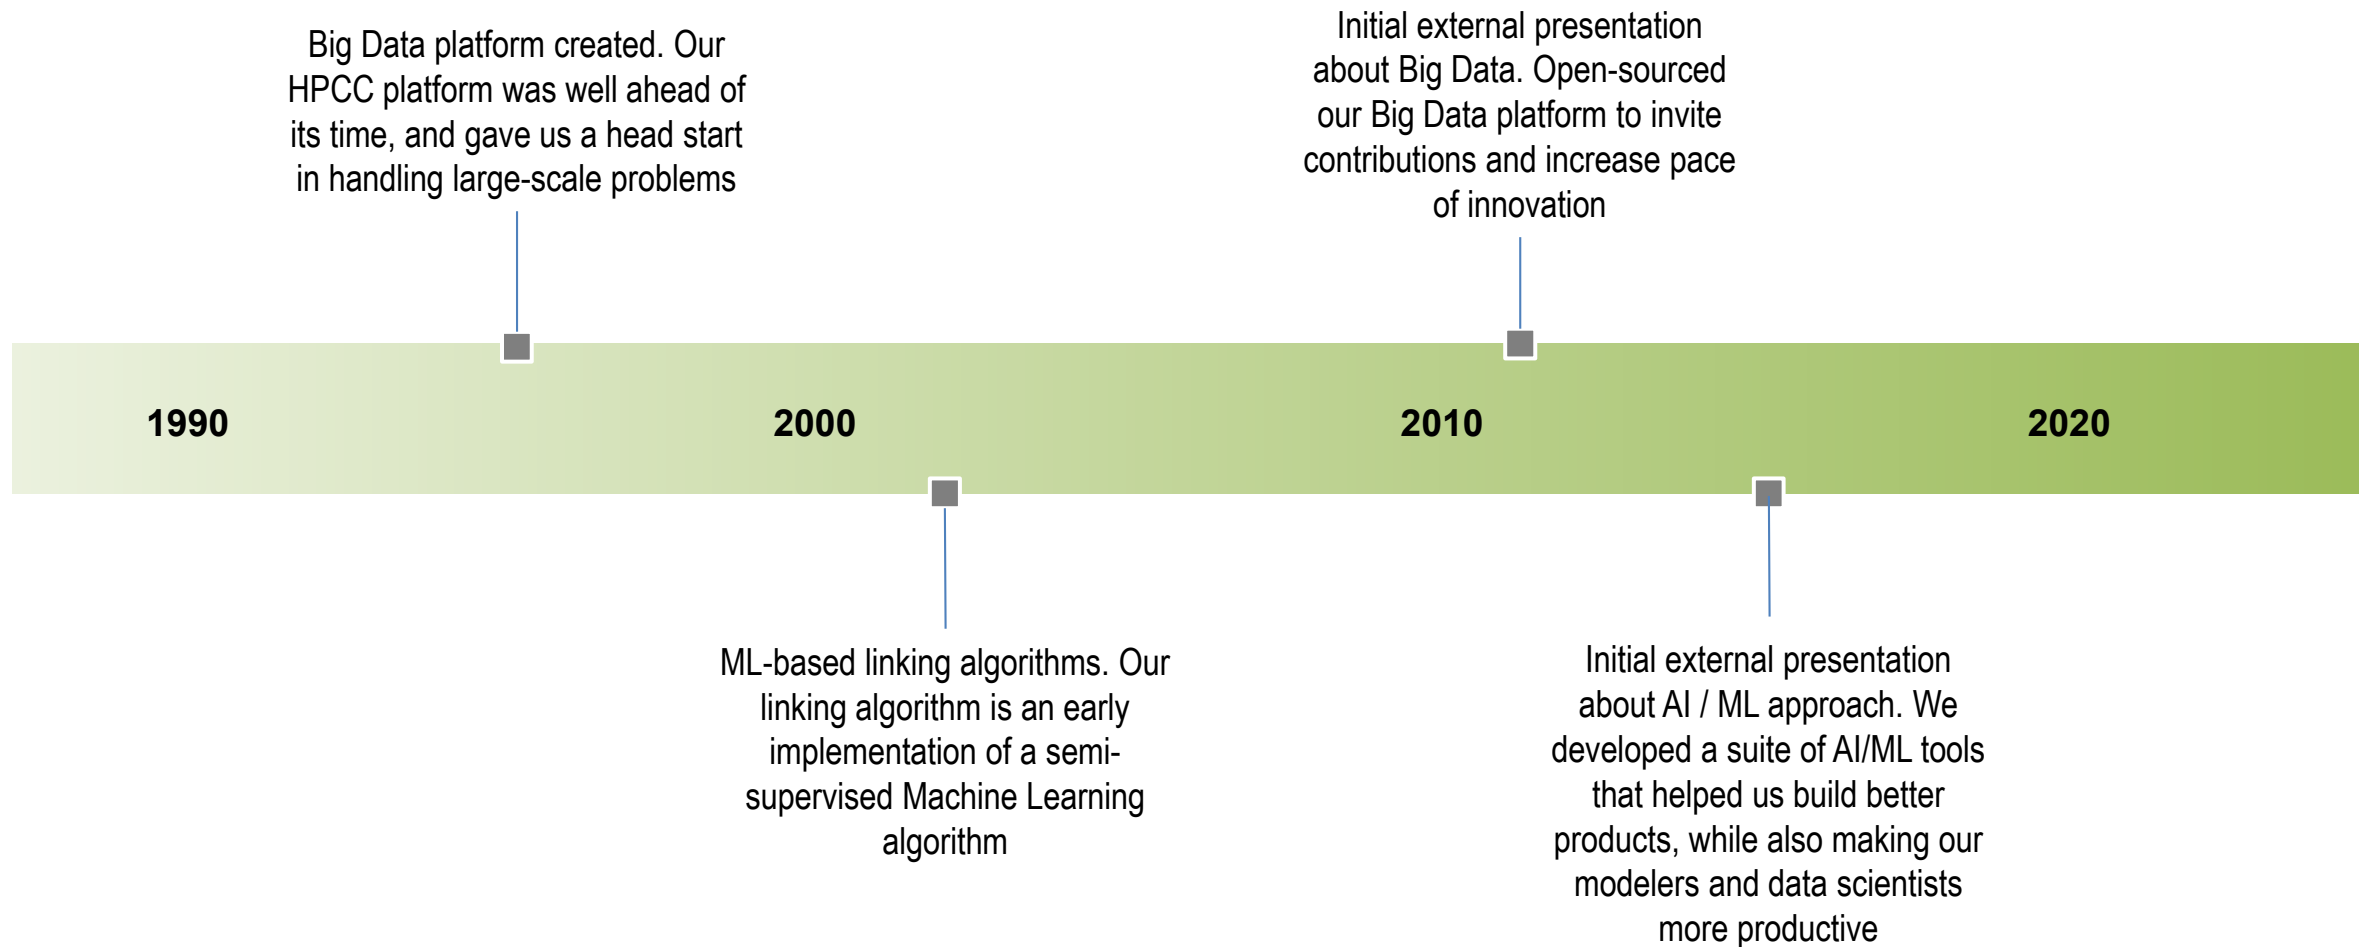 Big Data platform created. Our
HPCC platform was well ahead of
its time, and gave us a head start
in handling large-scale problems
Initial external presentation
about Big Data. Open-sourced
our Big Data platform to invite
contributions and increase pace
of innovation
1990
2000
2010
2020
ML-based linking algorithms. Our
linking algorithm is an early
implementation of a semi-
supervised Machine Learning
algorithm
Initial external presentation
about AI / ML approach. We
developed a suite of AI/ML tools
that helped us build better
products, while also making our
modelers and data scientists
more productive